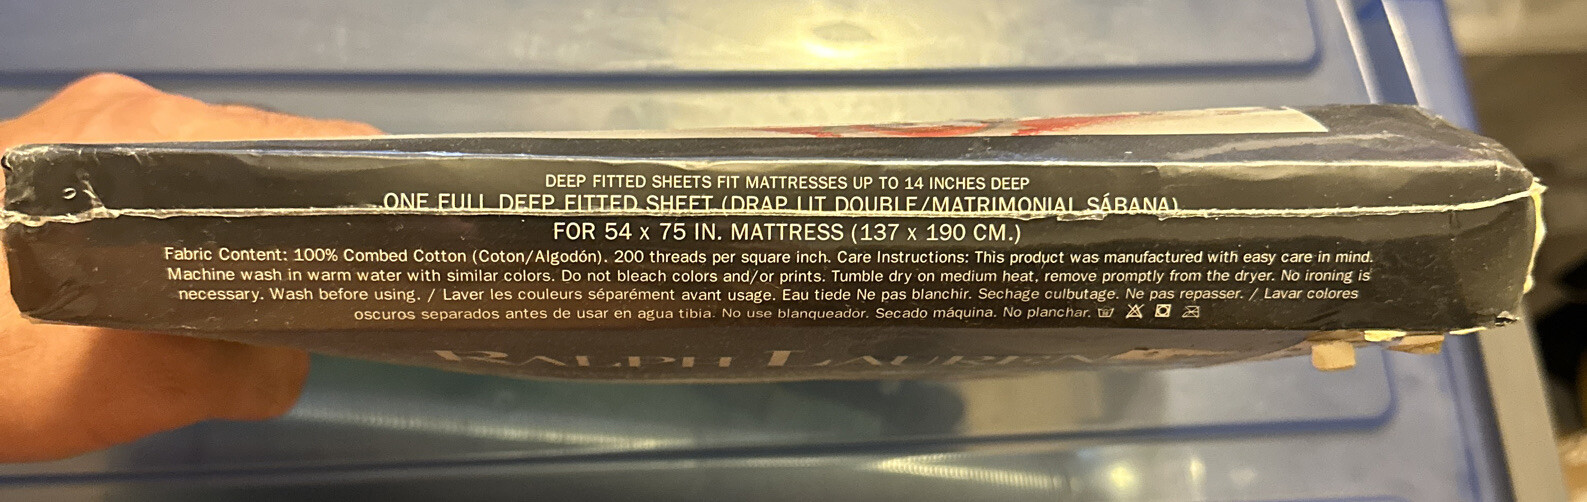 DEEP FITTED SHEETS FIT MATTRESSES UP TO 14 INCHES DEEP
ONE FULL DEEP FITTED SHEET (DRAP LIT DOUBLE/MATRIMONIAL SÁBANA)
FOR 54 x 75 IN. MATTRESS (137 x 190 CM.)
Fabric Content: 100% Combed Cotton (Coton/Algodón). 200 threads per square inch. Care Instructions: This product was manufactured with easy care in mind.
Machine wash in warm water with similar colors. Do not bleach colors and/or prints. Tumble dry on medium heat, remove promptly from the dryer. No ironing is
necessary. Wash before using. / Laver les couleurs séparément avant usage. Eau tiede Ne pas blanchir. Sechage culbutage. Ne pas repasser. / Lavar colores
oscuros separados antes de usar en agua tibia. No use blanqueador. Secado máquina. No planchar.
RALPH LAUREN